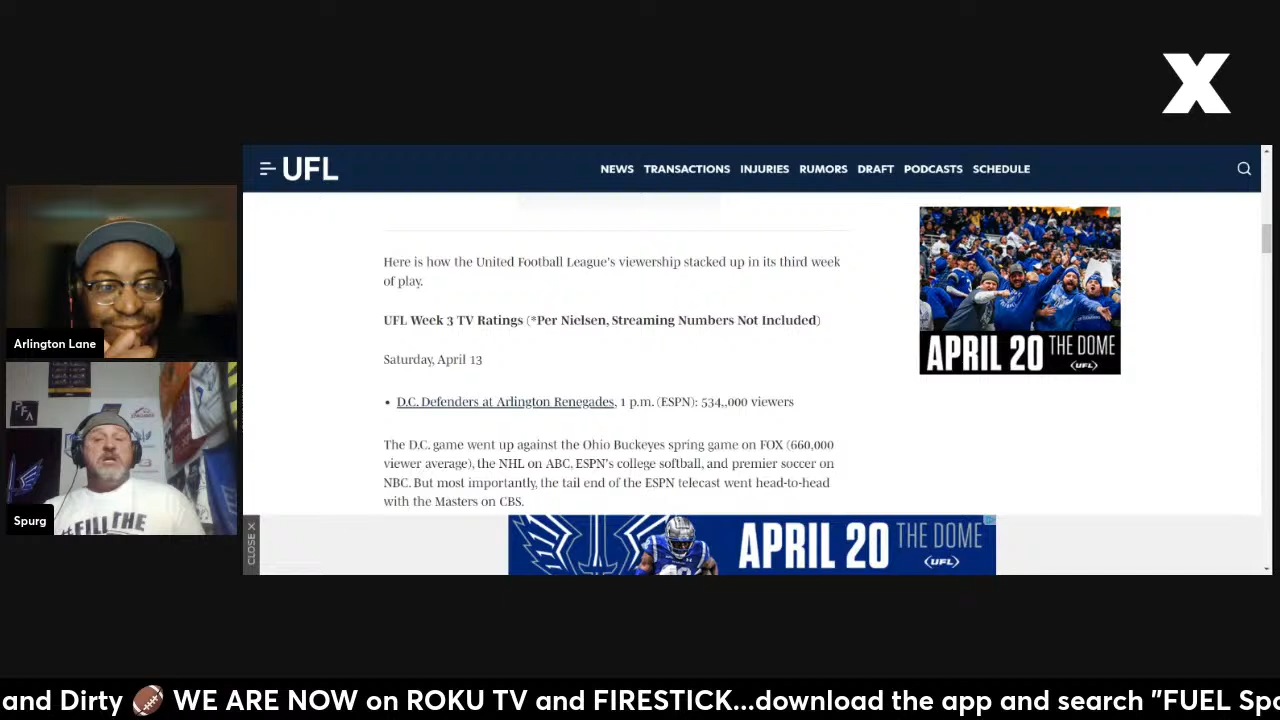 X
UFL
NEWS TRANSACTIONS INJURIES RUMORS DRAFT PODCASTS SCHEDULE
Here is how the United Football League's viewership stacked up in its third week
of play.
UFL Week 3 TV Ratings (*Per Nielsen, Streaming Numbers Not Included)
Saturday, April 13
• D.C. Defenders at Arlington Renegades, 1 p.m. (ESPN): 534,,000 viewers
The D.C. game went up against the Ohio Buckeyes spring game on FOX (660,000
viewer average), the NHL on ABC, ESPN's college softball, and premier soccer on
NBC. But most importantly, the tail end of the ESPN telecast went head-to-head
with the Masters on CBS.
APRIL 20 THE DOME
(UFL)
CLOSE X
APRIL 20 THE DOME
(UFL)
Arlington Lane
PFA
#FILL THE
Spurg
and Dirty 🏈 WE ARE NOW on ROKU TV and FIRESTICK...download the app and search "FUEL Spo